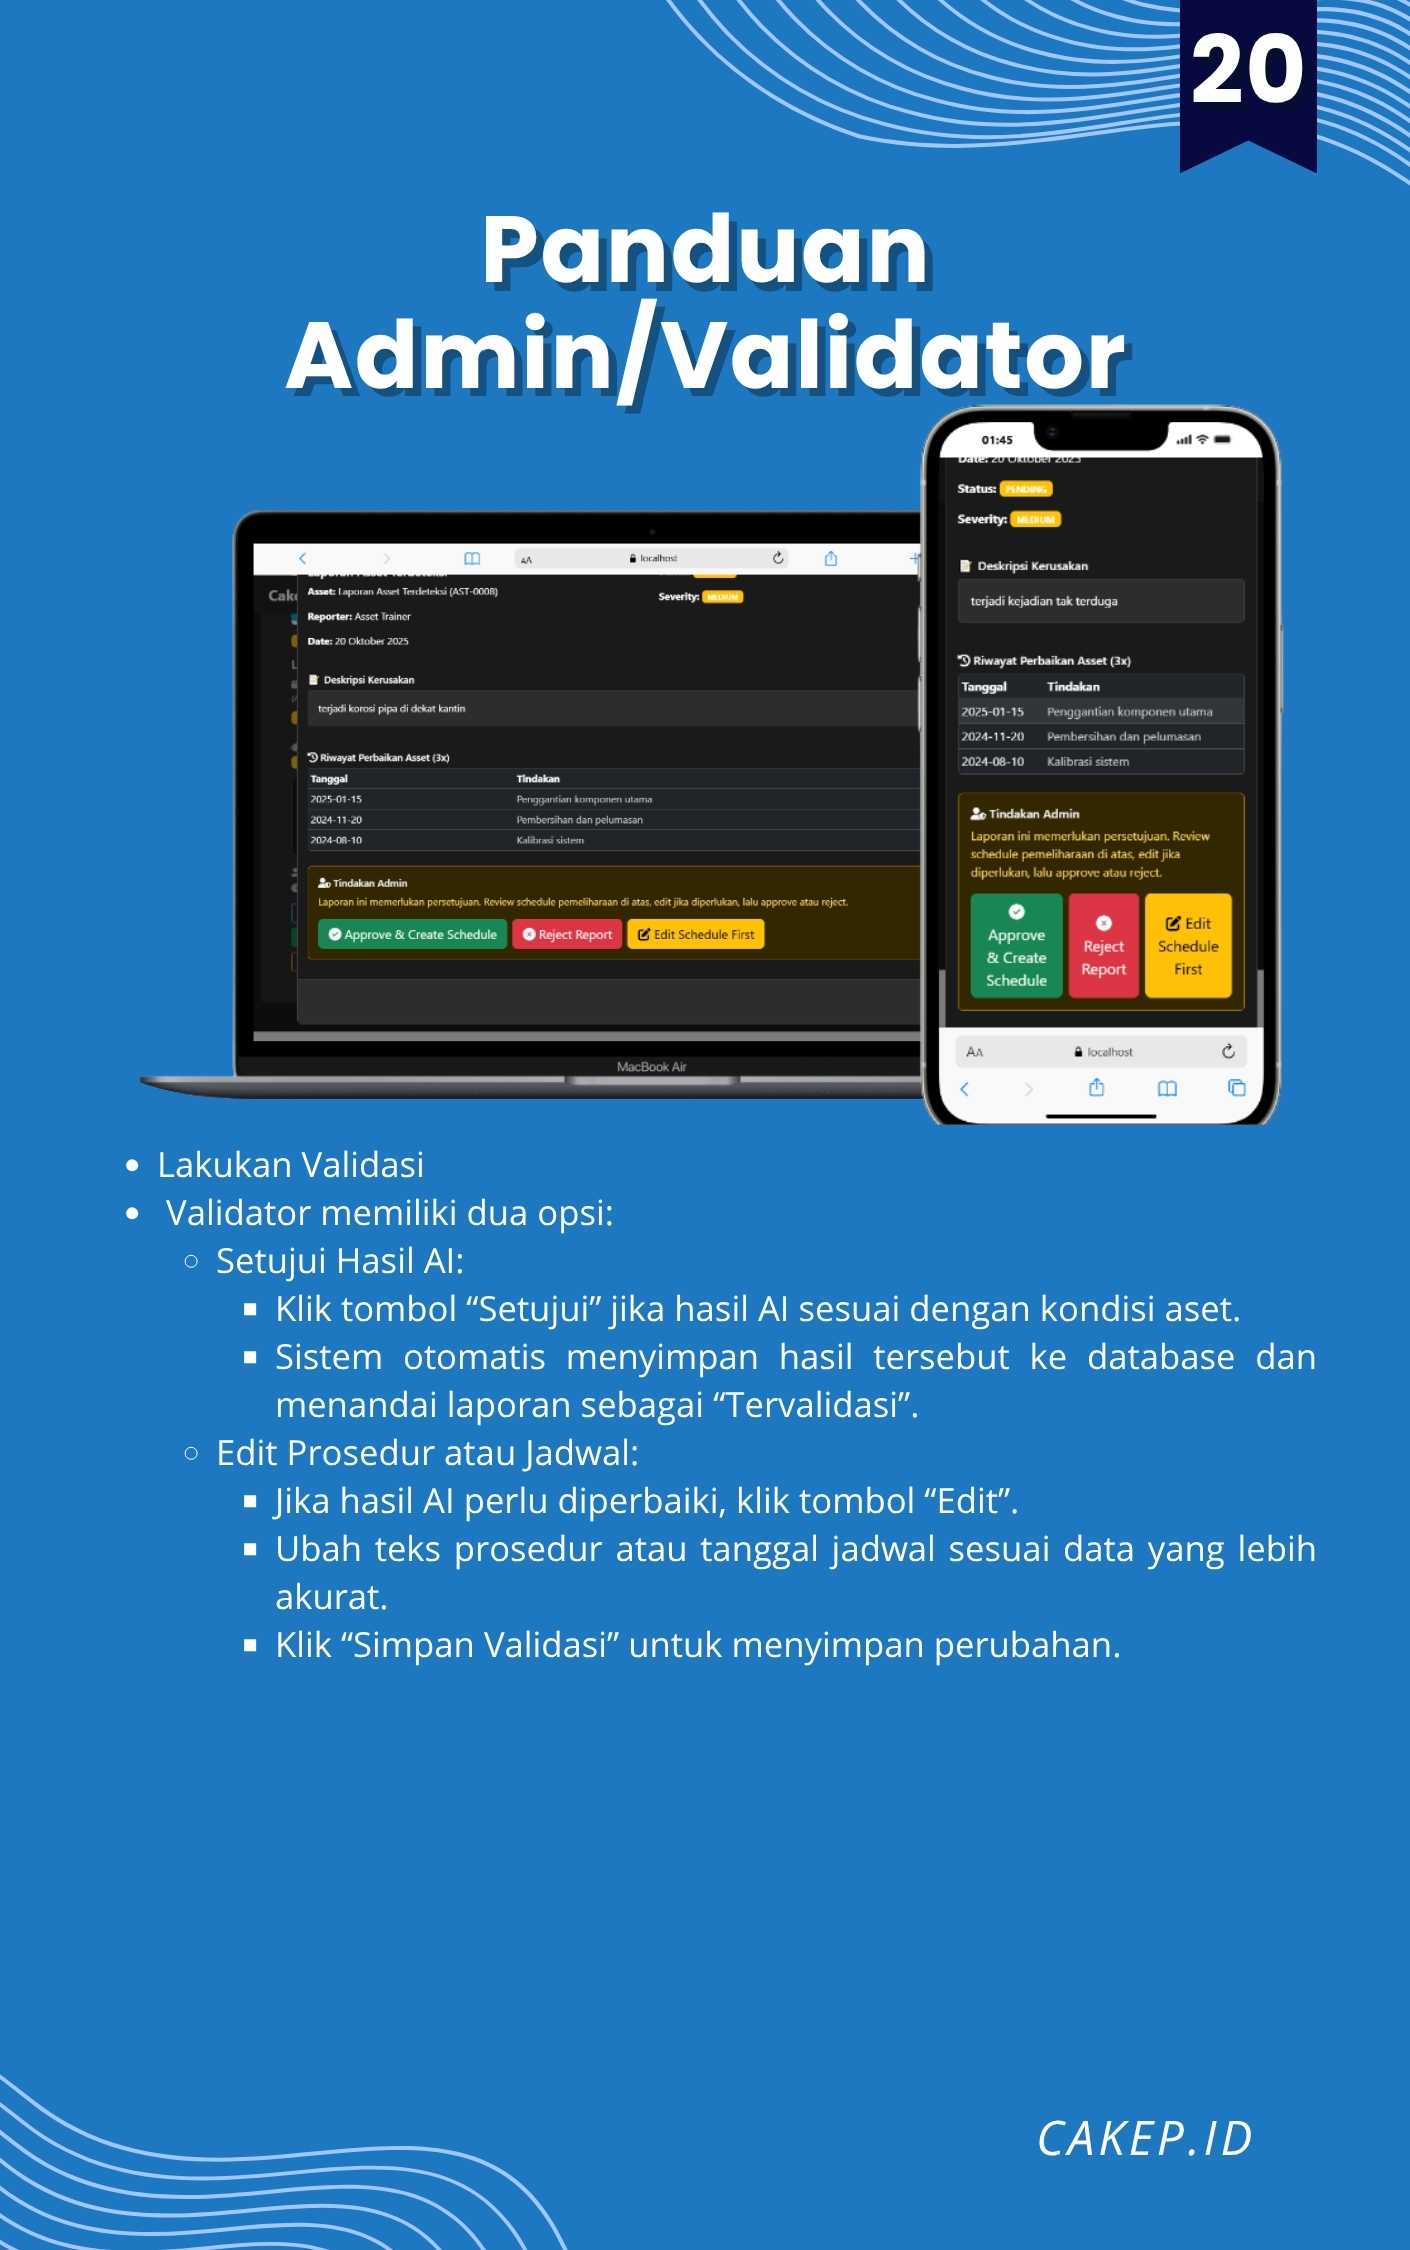 20
Panduan
Admin/Validator
localhost
Asset: Laporan Asset Terdeteksi (AST-0008)
Severity: MEDIUM
Reporter: Asset Trainer
Date: 20 Oktober 2025
Deskripsi Kerusakan
terjadi korosi pipa di dekat kantin
Riwayat Perbaikan Asset (3x)
Tanggal Tindakan
2025-01-15 Penggantian komponen utama
2024-11-20 Pembersihan dan pelumasan
2024-08-10 Kalibrasi sistem
Tindakan Admin
Laporan ini memerlukan persetujuan. Review schedule pemeliharaan di atas, edit jika diperlukan, lalu approve atau reject.
Approve & Create Schedule Reject Report Edit Schedule First
MacBook Air
01:45
Date: 20 Oktober 2025
Status: PENDING
Severity: MEDIUM
Deskripsi Kerusakan
terjadi kejadian tak terduga
Riwayat Perbaikan Asset (3x)
Tanggal Tindakan
2025-01-15 Penggantian komponen utama
2024-11-20 Pembersihan dan pelumasan
2024-08-10 Kalibrasi sistem
Tindakan Admin
Laporan ini memerlukan persetujuan. Review
schedule pemeliharaan di atas, edit jika
diperlukan, lalu approve atau reject.
Approve
& Create
Schedule
Reject
Report
Edit
Schedule
First
AA localhost
• Lakukan Validasi
• Validator memiliki dua opsi:
○ Setujui Hasil AI:
▪ Klik tombol “Setujui” jika hasil AI sesuai dengan kondisi aset.
▪ Sistem otomatis menyimpan hasil tersebut ke database dan
menandai laporan sebagai “Tervalidasi”.
○ Edit Prosedur atau Jadwal:
▪ Jika hasil AI perlu diperbaiki, klik tombol “Edit”.
▪ Ubah teks prosedur atau tanggal jadwal sesuai data yang lebih
akurat.
▪ Klik “Simpan Validasi” untuk menyimpan perubahan.
CAKEP.ID